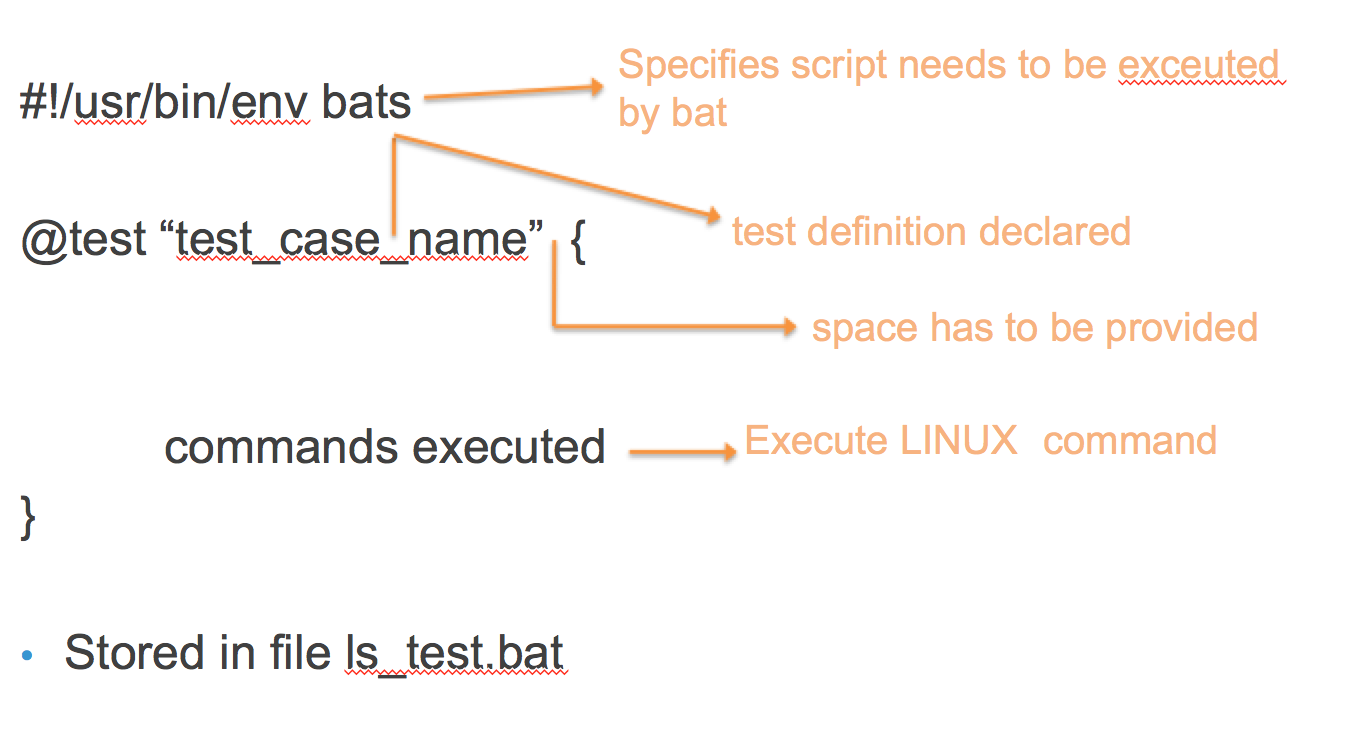 #!/usr/bin/env bats
Specifies script needs to be exceuted
by bat
@test “test_case_name” {
test definition declared
space has to be provided
commands executed
Execute LINUX command
}
• Stored in file ls_test.bat